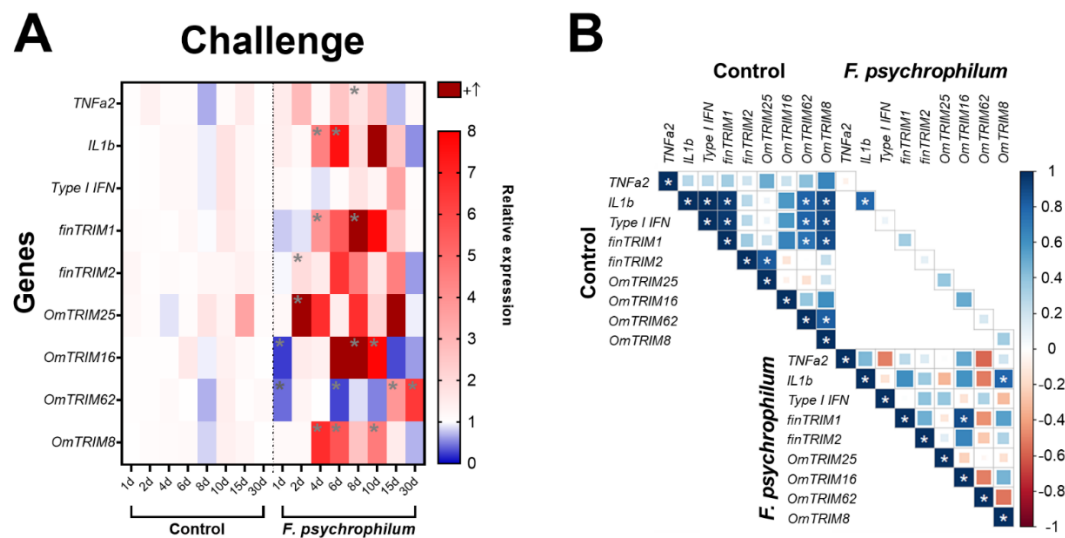 A
Challenge
Genes
TNFa2
IL1b
Type I IFN
finTRIM1
finTRIM2
OmTRIM25
OmTRIM16
OmTRIM62
OmTRIM8
* * * * * * * * * * * * * * * *
1d 2d 4d 6d 8d 10d 15d 30d 1d 2d 4d 6d 8d 10d 15d 30d
Control F. psychrophilum
+↑
8
7
6
5
4
3
2
1
0
Relative expression
B
Control F. psychrophilum
TNFa2 IL1b Type I IFN finTRIM1 finTRIM2 OmTRIM25 OmTRIM16 OmTRIM62 OmTRIM8 TNFa2 IL1b Type I IFN finTRIM1 finTRIM2 OmTRIM25 OmTRIM16 OmTRIM62 OmTRIM8
Control
TNFa2 *
IL1b * * * * * *
Type I IFN * * * *
finTRIM1 * * *
finTRIM2 * *
OmTRIM25 *
OmTRIM16 *
OmTRIM62 * *
OmTRIM8 *
F. psychrophilum
TNFa2 *
IL1b * *
Type I IFN *
finTRIM1 * *
finTRIM2 *
OmTRIM25 *
OmTRIM16 *
OmTRIM62 *
OmTRIM8 *
1
0.8
0.6
0.4
0.2
0
-0.2
-0.4
-0.6
-0.8
-1